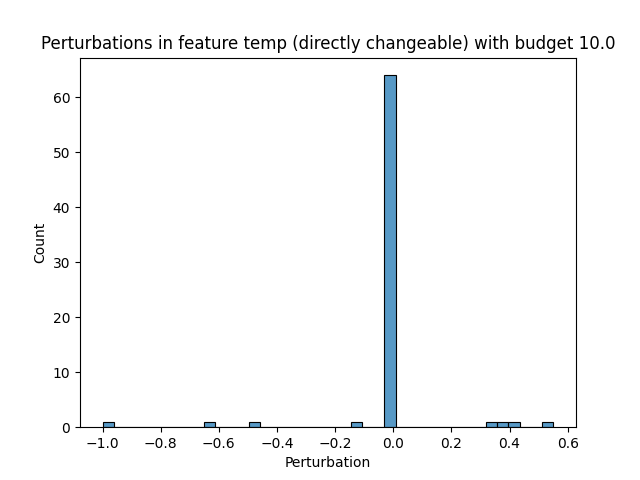 Perturbations in feature temp (directly changeable) with budget 10.0
60
50
40
30
20
10
0
Count
−1.0 −0.8 −0.6 −0.4 −0.2 0.0 0.2 0.4 0.6
Perturbation